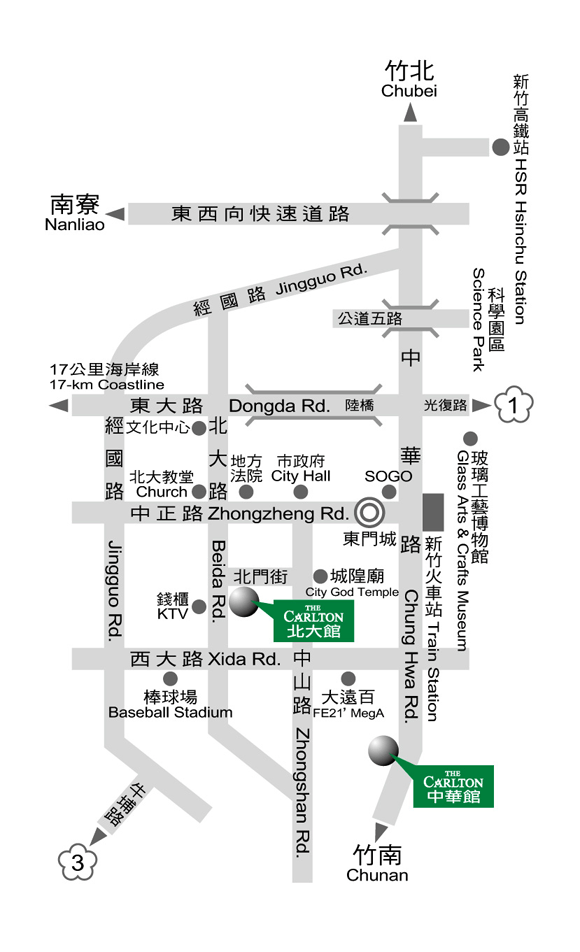 竹北
Chubei
新竹高鐵站 HSR Hsinchu Station
南寮
Nanliao
東西向快速道路
經國路 Jingguo Rd.
公道五路
科學園區
Science Park
中華路 Chung Hwa Rd.
17公里海岸線
17-km Coastline
東大路 Dongda Rd. 陸橋
光復路
1
經國路 Jingguo Rd.
文化中心
北大路 Beida Rd.
玻璃工藝博物館
Glass Arts & Crafts Museum
北大教堂
Church
地方
法院
市政府
City Hall
SOGO
中正路 Zhongzheng Rd.
東門城
新竹火車站 Train Station
北門街
城隍廟
City God Temple
錢櫃
KTV
THE
CARLTON
北大館
西大路 Xida Rd.
中山路 Zhongshan Rd.
棒球場
Baseball Stadium
大遠百
FE21' MegA
THE
CARLTON
中華館
牛埔路
3
竹南
Chunan